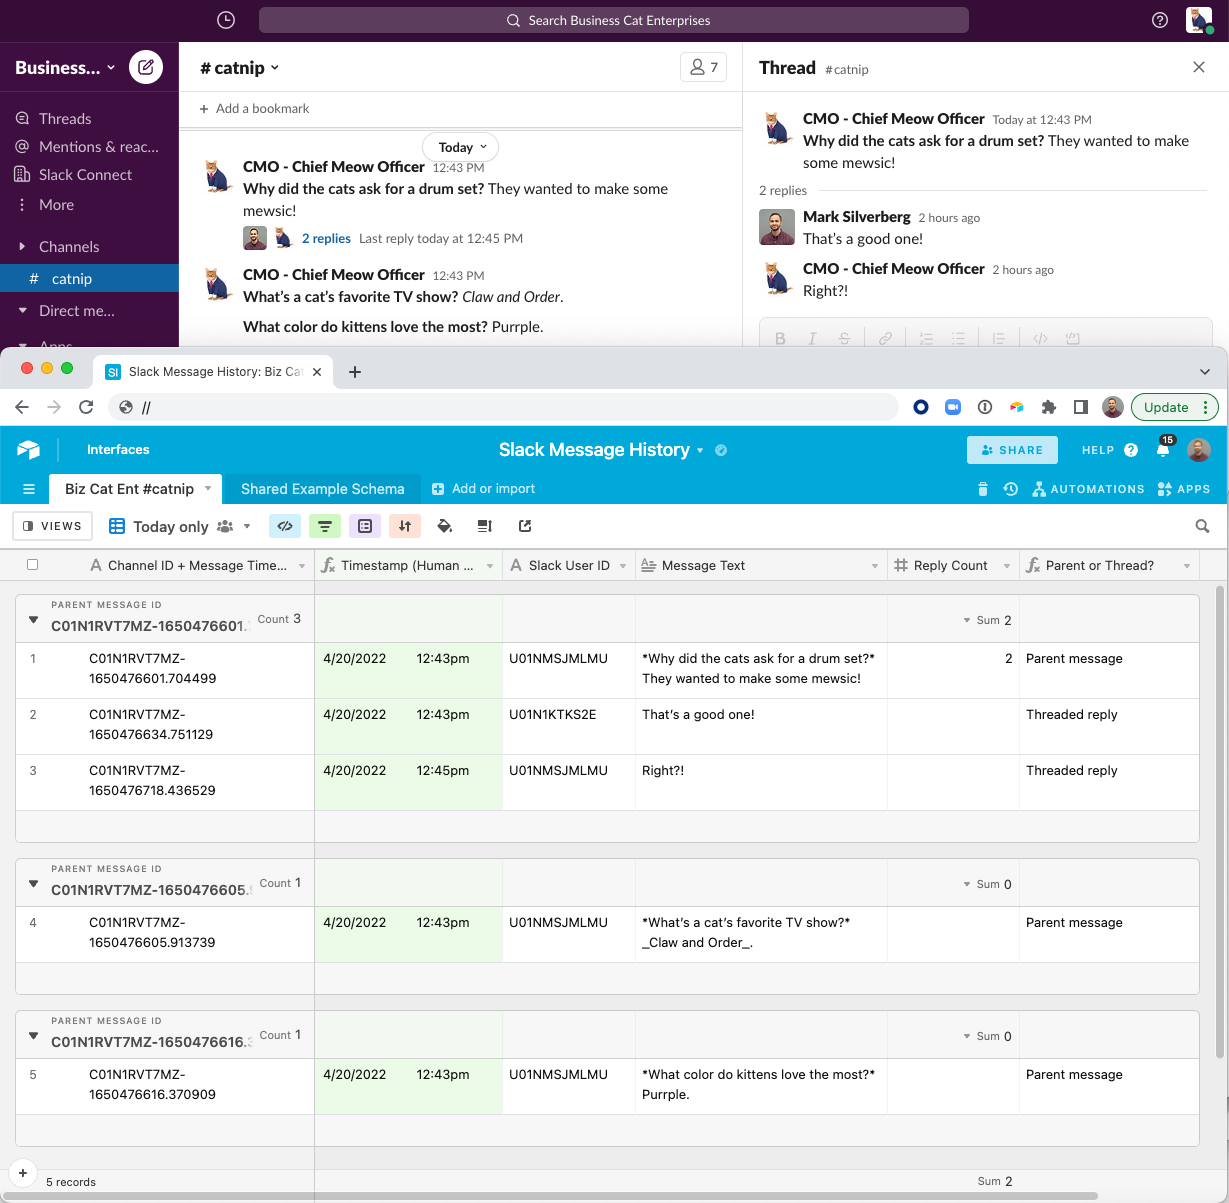 Search Business Cat Enterprises
Business...
# catnip
7
Thread #catnip
Add a bookmark
Threads
Mentions & reac...
Slack Connect
More
Channels
# catnip
Direct me...
Apps
Today
CMO - Chief Meow Officer 12:43 PM
Why did the cats ask for a drum set? They wanted to make some
mewsic!
2 replies Last reply today at 12:45 PM
CMO - Chief Meow Officer 12:43 PM
What's a cat's favorite TV show? Claw and Order.
What color do kittens love the most? Purrple.
CMO - Chief Meow Officer Today at 12:43 PM
Why did the cats ask for a drum set? They wanted to make
some mewsic!
2 replies
Mark Silverberg 2 hours ago
That's a good one!
CMO - Chief Meow Officer 2 hours ago
Right?!
SI Slack Message History: Biz Cat
//
Update
Interfaces
Slack Message History
SHARE
HELP
15
Biz Cat Ent #catnip
Shared Example Schema
Add or import
AUTOMATIONS
APPS
VIEWS
Today only
Channel ID + Message Time... Timestamp (Human ... Slack User ID Message Text Reply Count Parent or Thread?
PARENT MESSAGE ID
C01N1RVT7MZ-1650476601. Count 3 Sum 2
1 C01N1RVT7MZ- 4/20/2022 12:43pm U01NMSJMLMU *Why did the cats ask for a drum set?* 2 Parent message
1650476601.704499 They wanted to make some mewsic!
2 C01N1RVT7MZ- 4/20/2022 12:43pm U01N1KTKS2E That's a good one! Threaded reply
1650476634.751129
3 C01N1RVT7MZ- 4/20/2022 12:45pm U01NMSJMLMU Right?! Threaded reply
1650476718.436529
PARENT MESSAGE ID
C01N1RVT7MZ-1650476605.9 Count 1 Sum 0
4 C01N1RVT7MZ- 4/20/2022 12:43pm U01NMSJMLMU *What's a cat's favorite TV show?* Parent message
1650476605.913739 _Claw and Order_.
PARENT MESSAGE ID
C01N1RVT7MZ-1650476616.3 Count 1 Sum 0
5 C01N1RVT7MZ- 4/20/2022 12:43pm U01NMSJMLMU *What color do kittens love the most?* Parent message
1650476616.370909 Purrple.
+
5 records
Sum 2